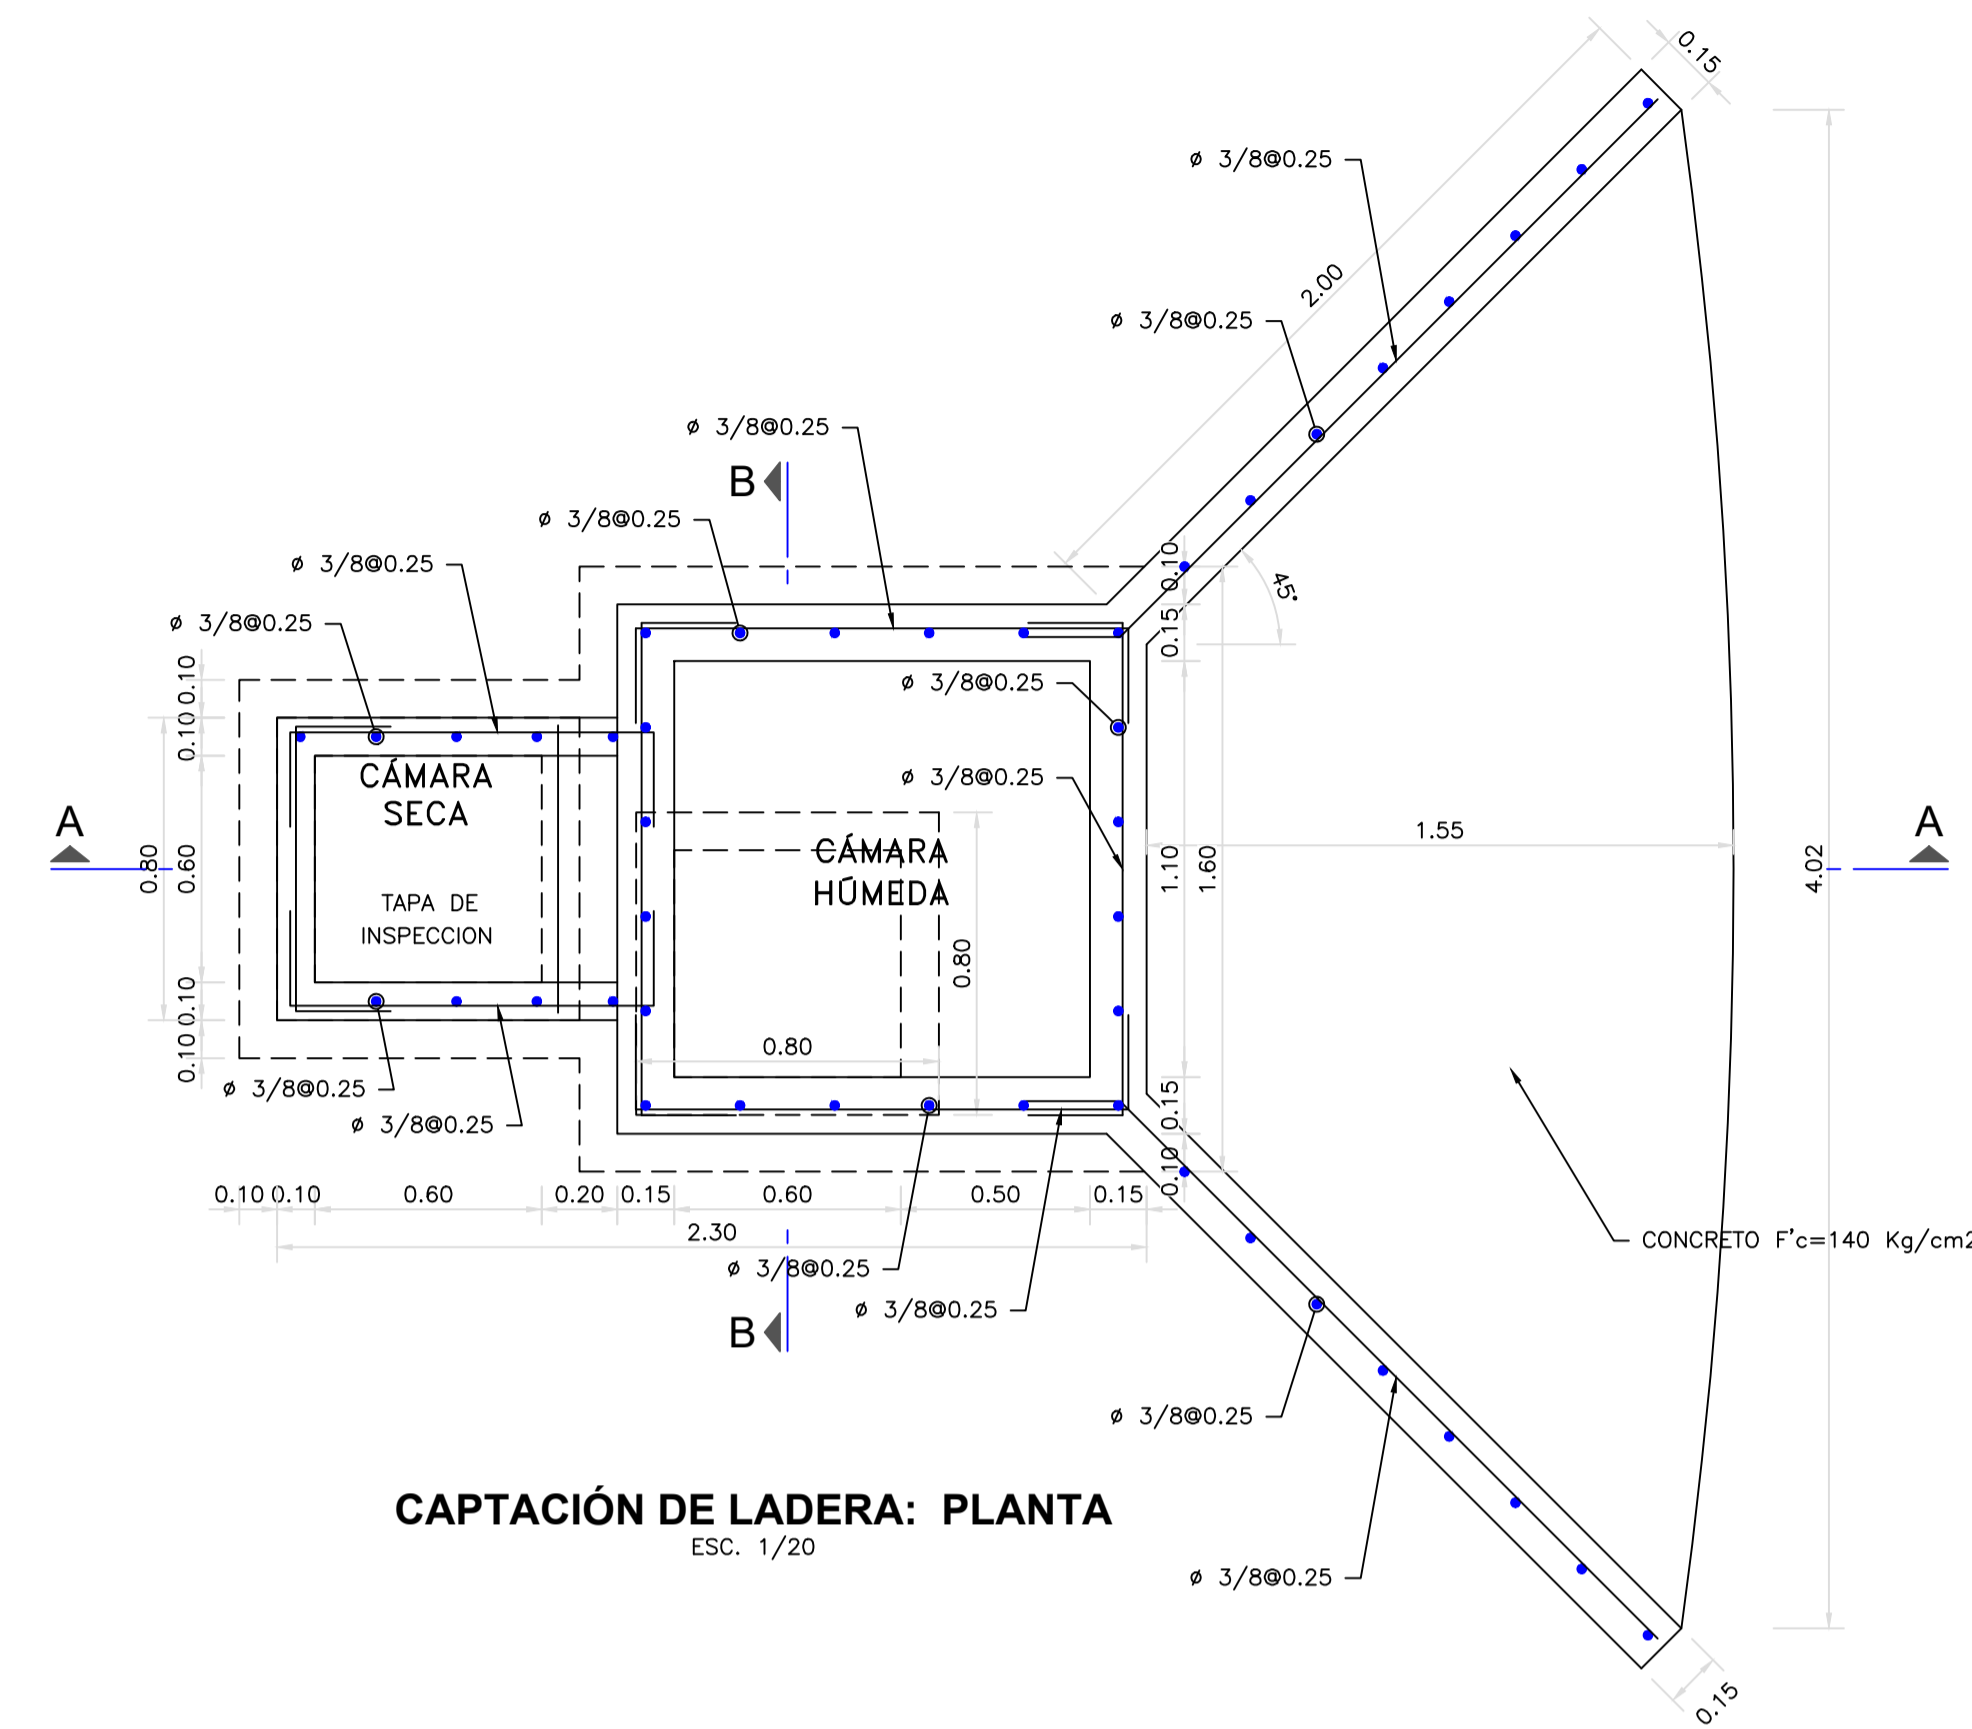 0.15
ø 3/8@0.25
2.00
ø 3/8@0.25
ø 3/8@0.25
B
ø 3/8@0.25
ø 3/8@0.25
0.10
45°
ø 3/8@0.25
0.15
0.10
ø 3/8@0.25
0.10
CÁMARA
SECA
ø 3/8@0.25
A
0.80
0.60
CÁMARA
HÚMEDA
1.10
1.60
1.55
4.02
A
TAPA DE
INSPECCION
0.80
0.10
0.80
0.10
ø 3/8@0.25
ø 3/8@0.25
0.15
0.10
0.10
0.10
0.60
0.20
0.15
0.60
0.50
0.15
2.30
CONCRETO F'c=140 Kg/cm2
ø 3/8@0.25
ø 3/8@0.25
B
ø 3/8@0.25
CAPTACIÓN DE LADERA: PLANTA
ESC. 1/20
ø 3/8@0.25
0.15